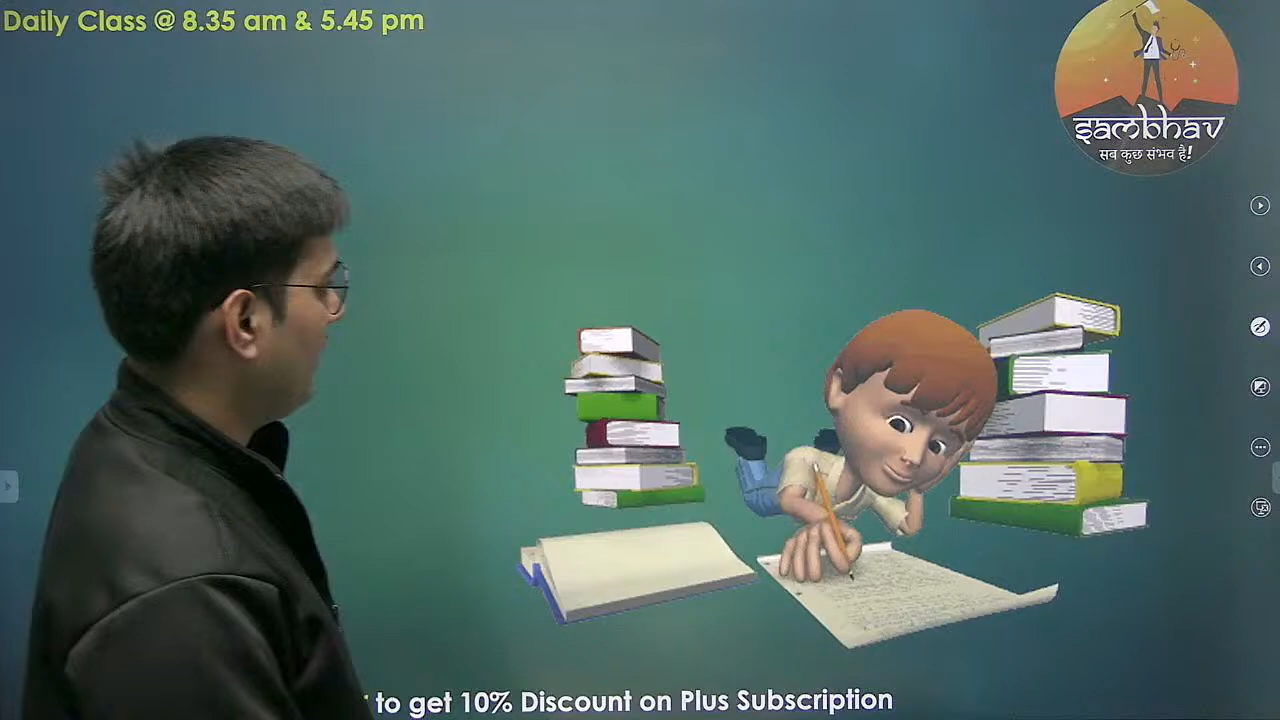 Daily Class @ 8.35 am & 5.45 pm
sambhav
सब कुछ संभव है!
to get 10% Discount on Plus Subscription